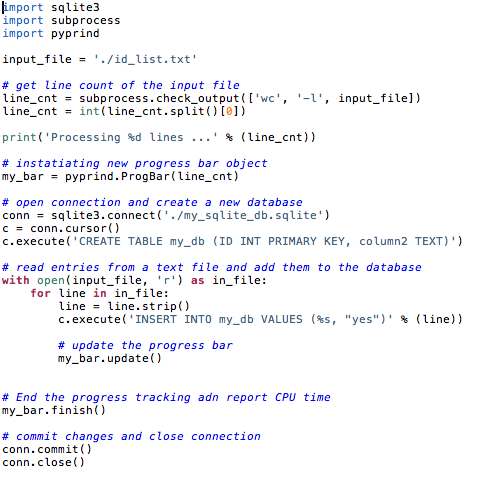 import sqlite3
import subprocess
import pyprind

input_file = './id_list.txt'

# get line count of the input file
line_cnt = subprocess.check_output(['wc', '-l', input_file])
line_cnt = int(line_cnt.split()[0])

print('Processing %d lines ...' % (line_cnt))

# instatiating new progress bar object
my_bar = pyprind.ProgBar(line_cnt)

# open connection and create a new database
conn = sqlite3.connect('./my_sqlite_db.sqlite')
c = conn.cursor()
c.execute('CREATE TABLE my_db (ID INT PRIMARY KEY, column2 TEXT)')

# read entries from a text file and add them to the database
with open(input_file, 'r') as in_file:
    for line in in_file:
        line = line.strip()
        c.execute('INSERT INTO my_db VALUES (%s, "yes")' % (line))

        # update the progress bar
        my_bar.update()


# End the progress tracking adn report CPU time
my_bar.finish()

# commit changes and close connection
conn.commit()
conn.close()